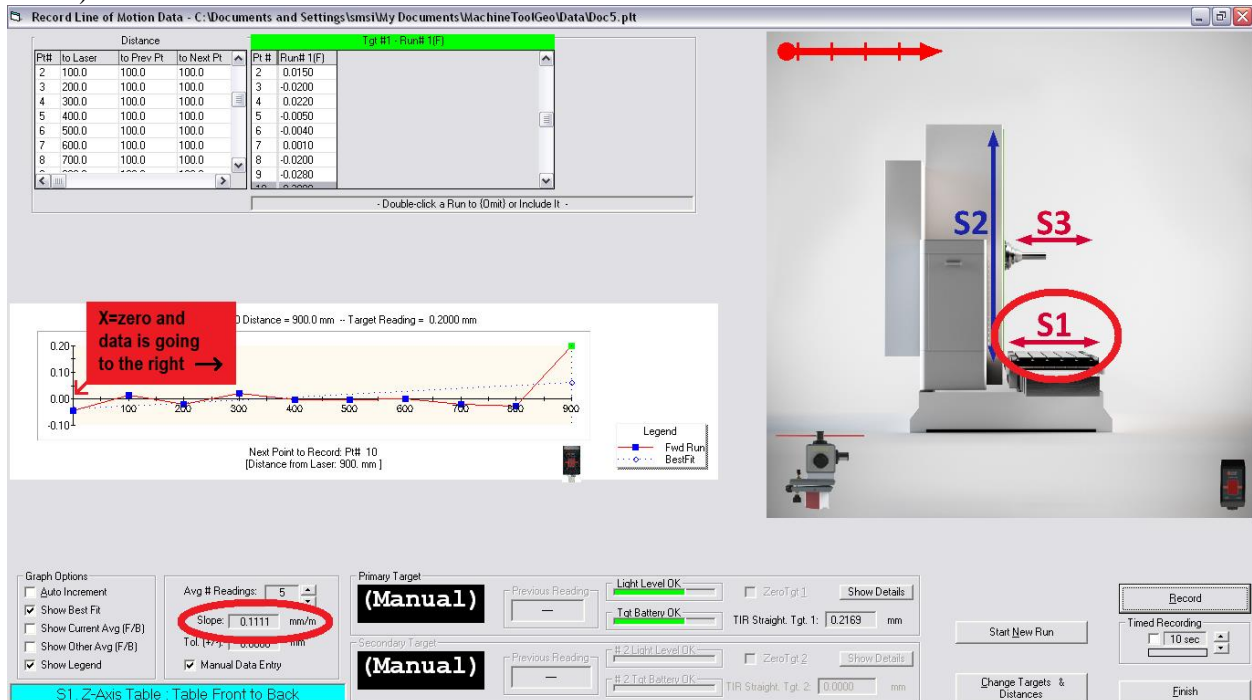 Record Line of Motion Data - C:\Documents and Settings\smsi\My Documents\MachineToolGeo\Data\Doc5.plt
Distance
Pt# to Laser to Prev Pt to Next Pt
2 100.0 100.0 100.0
3 200.0 100.0 100.0
4 300.0 100.0 100.0
5 400.0 100.0 100.0
6 500.0 100.0 100.0
7 600.0 100.0 100.0
8 700.0 100.0 100.0
Tgt #1 - Run# 1(F)
Pt # Run# 1(F)
2 0.0150
3 -0.0200
4 0.0220
5 -0.0050
6 -0.0040
7 0.0010
8 -0.0200
9 -0.0280
- Double-click a Run to {Omit} or Include It -
S2
S3
S1
X=zero and
data is going
to the right →
Distance = 900.0 mm -- Target Reading = 0.2000 mm
0.20
0.10
0.00
-0.10
100 200 300 400 500 600 700 800 900
Next Point to Record: Pt# 10
[Distance from Laser: 900. mm ]
Legend
Fwd Run
BestFit
Graph Options
Auto Increment
Show Best Fit
Show Current Avg (F/B)
Show Other Avg (F/B)
Show Legend
Avg # Readings: 5
Slope: 0.1111 mm/m
Tol. (+/-): 0.0000 mm
Manual Data Entry
S1. Z-Axis Table : Table Front to Back
Primary Target
(Manual)
Previous Reading
—
Light Level OK
Tgt Battery OK
ZeroTgt 1
Show Details
TIR Straight. Tgt. 1: 0.2169 mm
Secondary Target
(Manual)
Previous Reading
—
# 2 Light Level OK
# 2 Tgt Battery OK
ZeroTgt 2
Show Details
TIR Straight. Tgt. 2: 0.0000 mm
Start New Run
Change Targets &
Distances
Record
Timed Recording
10 sec
Finish